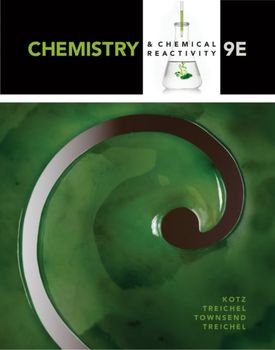 CHEMISTRY & CHEMICAL REACTIVITY 9E
KOTZ
TREICHEL
TOWNSEND
TREICHEL